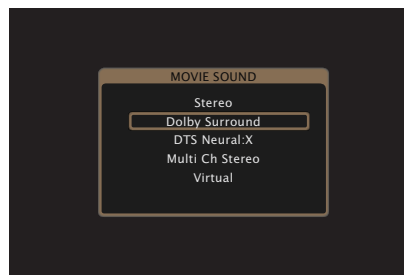 MOVIE SOUND
Stereo
Dolby Surround
DTS Neural:X
Multi Ch Stereo
Virtual